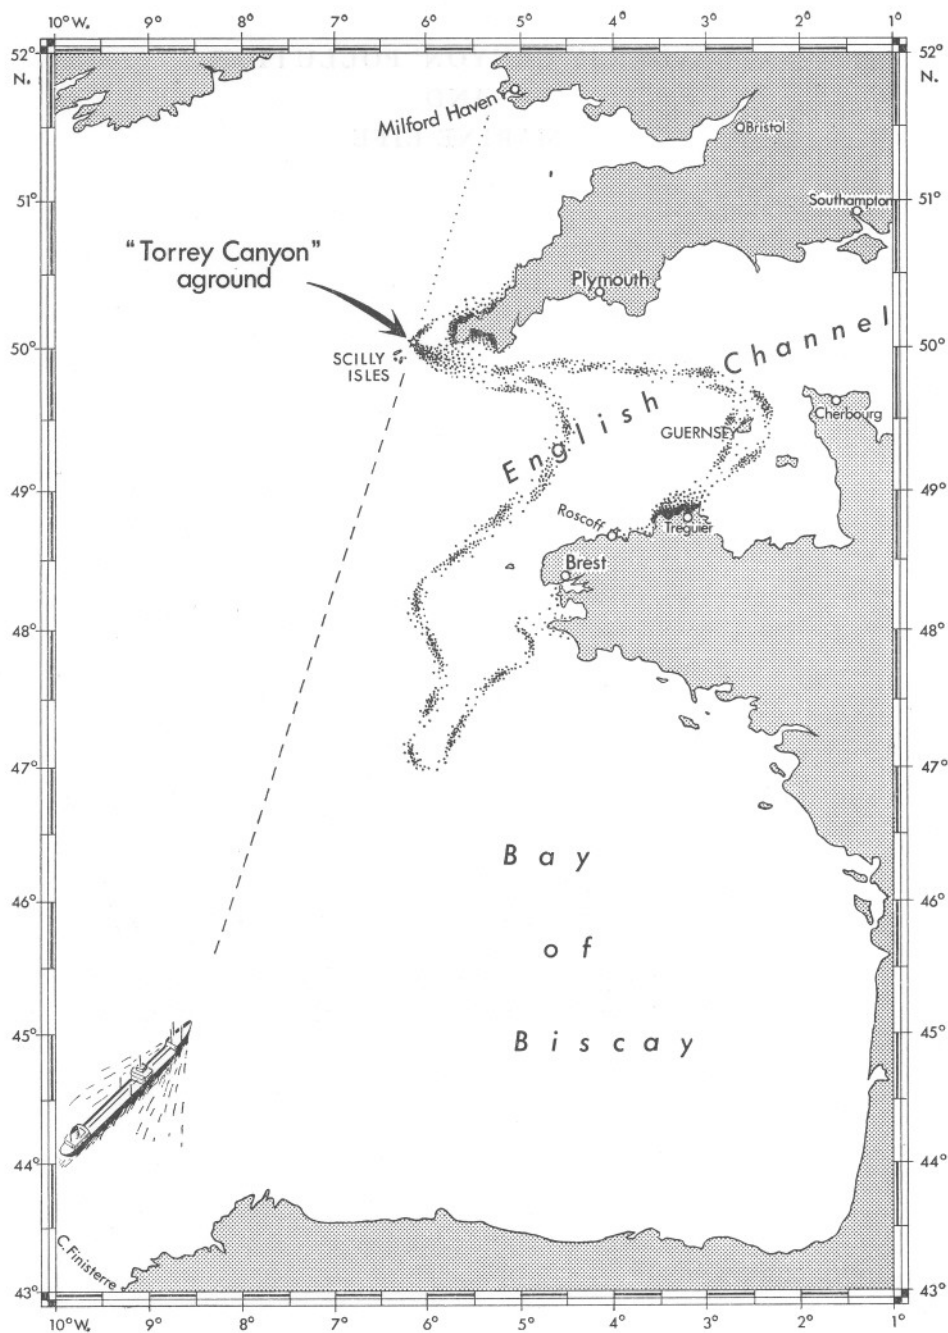 10°W. 9° 8° 7° 6° 5° 4° 3° 2° 1°
52° 52°
N. N.
Milford Haven
Bristol
51° 51°
Southampton
"Torrey Canyon"
aground
Plymouth
50° 50°
SCILLY
ISLES
English Channel
Cherbourg
GUERNSEY
49° 49°
Roscoff
Treguier
Brest
48° 48°
47° 47°
Bay
46° 46°
of
45° 45°
Biscay
44° 44°
C. Finisterre
43° 43°
10°W. 9° 8° 7° 6° 5° 4° 3° 2° 1°